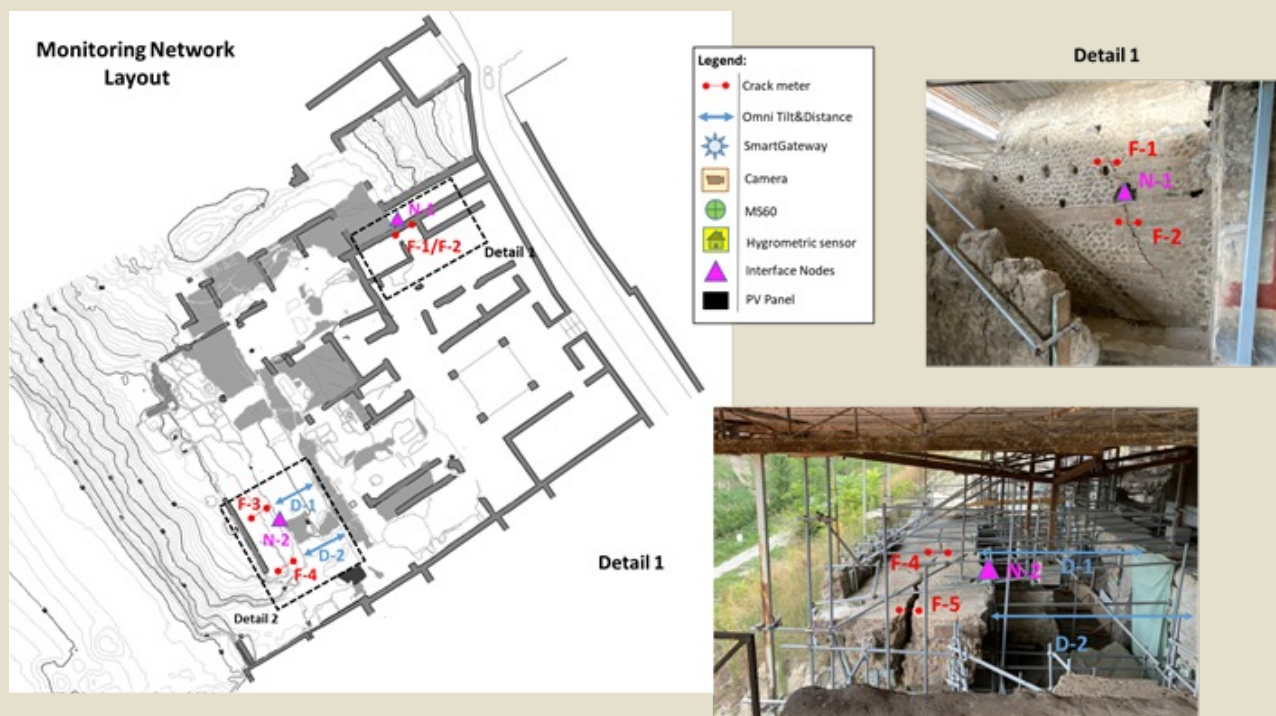 Monitoring Network
Layout
N-1
F-1/F-2
Detail 1
F-3
D-1
N-2
D-2
F-4
Detail 2
Legend:
Crack meter
Omni Tilt&Distance
SmartGateway
Camera
MS60
Hygrometric sensor
Interface Nodes
PV Panel
Detail 1
F-1
N-1
F-2
Detail 1
F-4
N-2
D-1
F-5
D-2